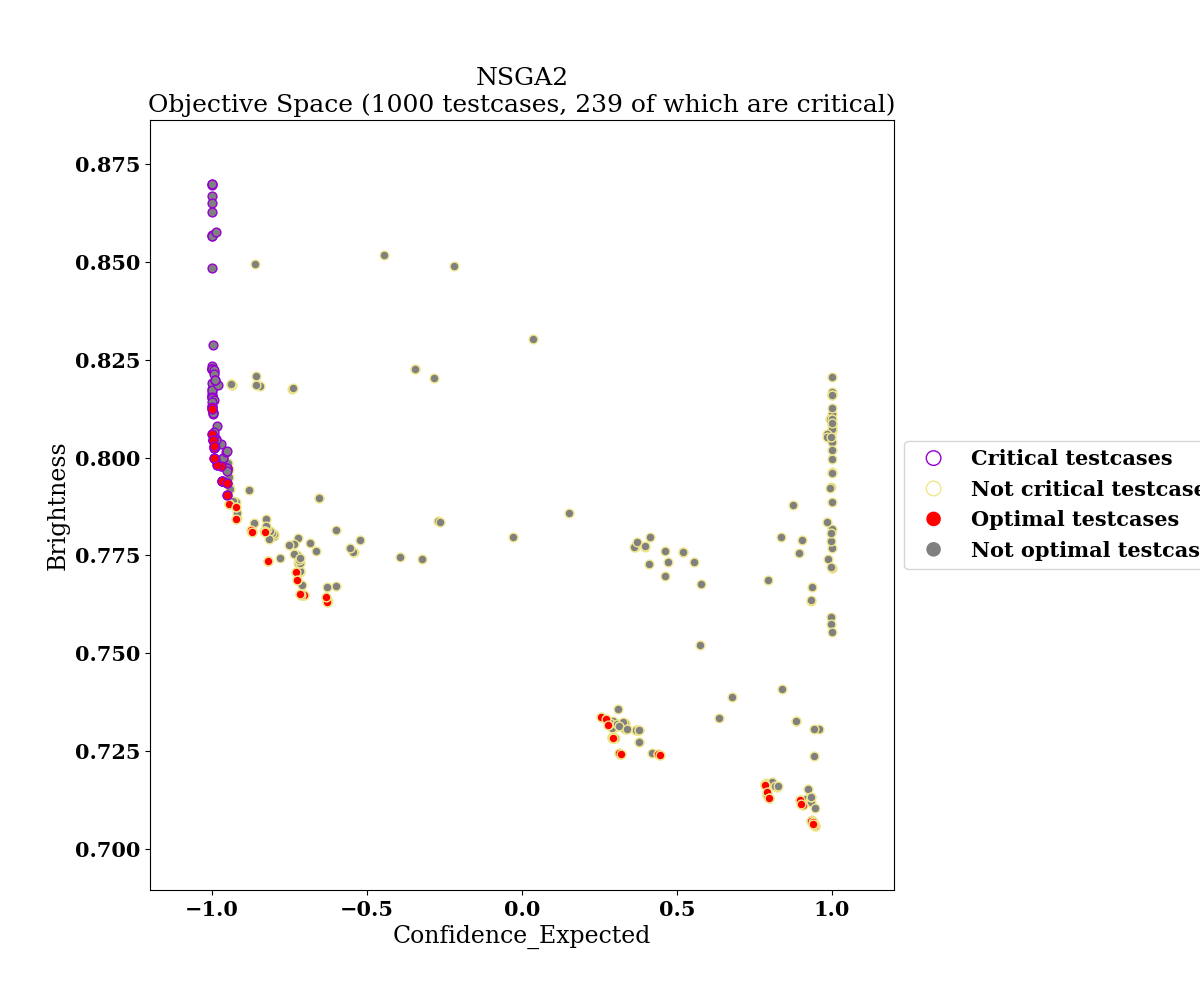 NSGA2
Objective Space (1000 testcases, 239 of which are critical)
0.875
0.850
0.825
0.800
0.775
0.750
0.725
0.700
Brightness
−1.0
−0.5
0.0
0.5
1.0
Confidence_Expected
Critical testcases
Not critical testcase
Optimal testcases
Not optimal testcas